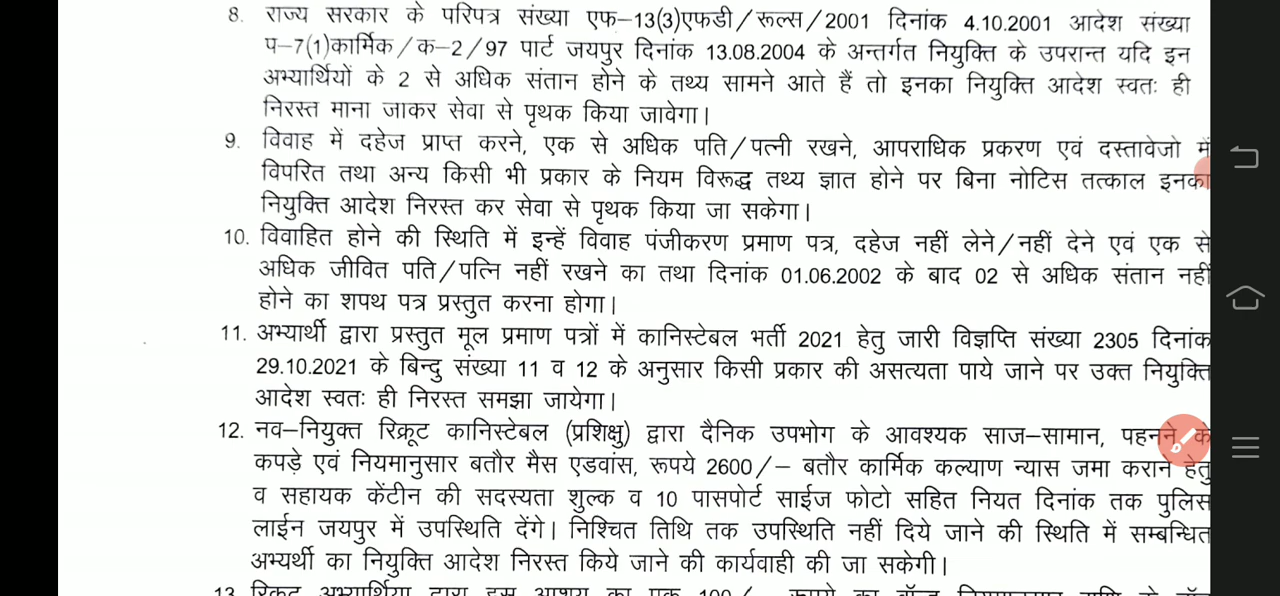 8. राज्य सरकार के परिपत्र संख्या एफ–13(3)एफडी/रूल्स/2001 दिनांक 4.10.2001 आदेश संख्या
प–7(1)कार्मिक/क–2/97 पार्ट जयपुर दिनांक 13.08.2004 के अन्तर्गत नियुक्ति के उपरान्त यदि इन
अभ्यार्थियों के 2 से अधिक संतान होने के तथ्य सामने आते हैं तो इनका नियुक्ति आदेश स्वतः ही
निरस्त माना जाकर सेवा से पृथक किया जावेगा।
9. विवाह में दहेज प्राप्त करने, एक से अधिक पति/पत्नी रखने, आपराधिक प्रकरण एवं दस्तावेजो में
विपरित तथा अन्य किसी भी प्रकार के नियम विरूद्ध तथ्य ज्ञात होने पर बिना नोटिस तत्काल इनका
नियुक्ति आदेश निरस्त कर सेवा से पृथक किया जा सकेगा।
10. विवाहित होने की स्थिति में इन्हें विवाह पंजीकरण प्रमाण पत्र, दहेज नहीं लेने/नहीं देने एवं एक से
अधिक जीवित पति/पत्नि नहीं रखने का तथा दिनांक 01.06.2002 के बाद 02 से अधिक संतान नहीं
होने का शपथ पत्र प्रस्तुत करना होगा।
11. अभ्यार्थी द्वारा प्रस्तुत मूल प्रमाण पत्रों में कानिस्टेबल भर्ती 2021 हेतु जारी विज्ञप्ति संख्या 2305 दिनांक
29.10.2021 के बिन्दु संख्या 11 व 12 के अनुसार किसी प्रकार की असत्यता पाये जाने पर उक्त नियुक्ति
आदेश स्वतः ही निरस्त समझा जायेगा।
12. नव–नियुक्त रिक्रूट कानिस्टेबल (प्रशिक्षु) द्वारा दैनिक उपभोग के आवश्यक साज–सामान, पहनने के
कपड़े एवं नियमानुसार बतौर मैस एडवांस, रूपये 2600/– बतौर कार्मिक कल्याण न्यास जमा कराने हेतु
व सहायक केंटीन की सदस्यता शुल्क व 10 पासपोर्ट साईज फोटो सहित नियत दिनांक तक पुलिस
लाईन जयपुर में उपस्थिति देंगे। निश्चित तिथि तक उपस्थिति नहीं दिये जाने की स्थिति में सम्बन्धित
अभ्यर्थी का नियुक्ति आदेश निरस्त किये जाने की कार्यवाही की जा सकेगी।
13. रिक्रूट अभ्यार्थियों द्वारा इस आशय का एक 100/– रूपये का